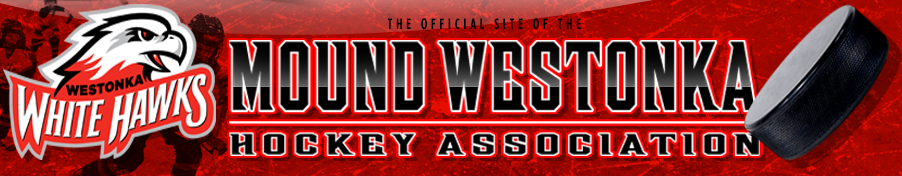 THE OFFICIAL SITE OF THE
WESTONKA
WHITE HAWKS
MOUND WESTONKA
HOCKEY ASSOCIATION